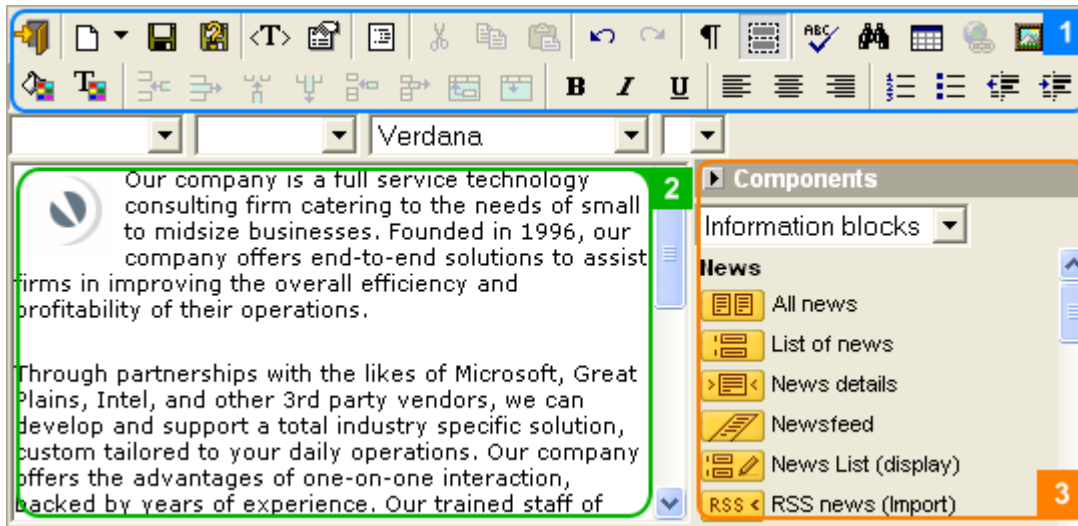 1
<T>
ABC
B I U
Verdana
2
Our company is a full service technology
consulting firm catering to the needs of small
to midsize businesses. Founded in 1996, our
company offers end-to-end solutions to assist
firms in improving the overall efficiency and
profitability of their operations.
Through partnerships with the likes of Microsoft, Great
Plains, Intel, and other 3rd party vendors, we can
develop and support a total industry specific solution,
custom tailored to your daily operations. Our company
offers the advantages of one-on-one interaction,
backed by years of experience. Our trained staff of
Components
Information blocks
News
All news
List of news
News details
Newsfeed
News List (display)
RSS < RSS news (Import)
3